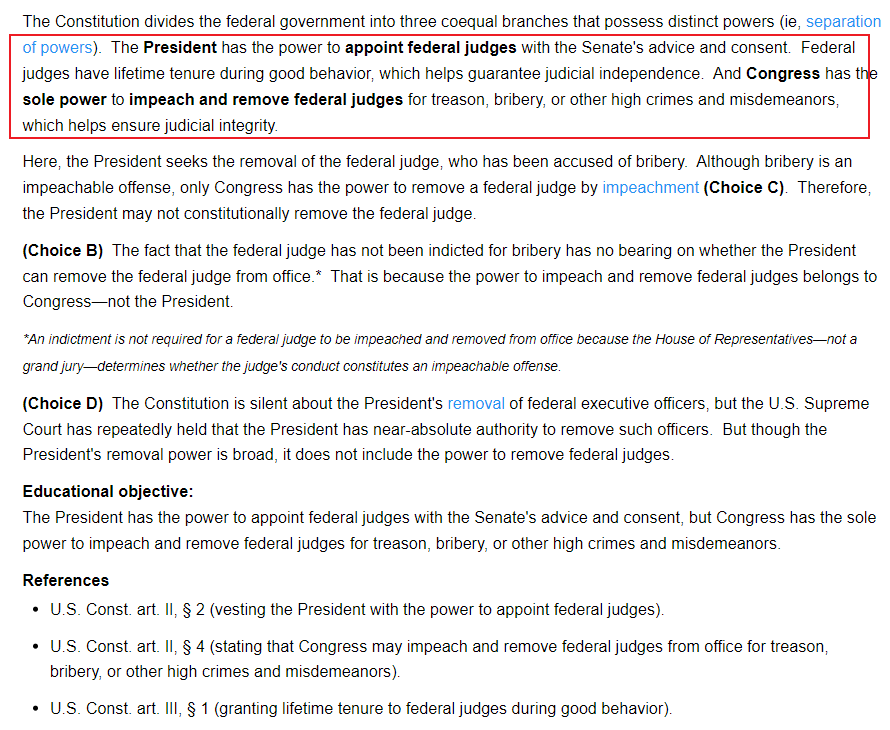 The Constitution divides the federal government into three coequal branches that possess distinct powers (ie, separation
of powers).  The President has the power to appoint federal judges with the Senate's advice and consent.  Federal
judges have lifetime tenure during good behavior, which helps guarantee judicial independence.  And Congress has the
sole power to impeach and remove federal judges for treason, bribery, or other high crimes and misdemeanors,
which helps ensure judicial integrity.
Here, the President seeks the removal of the federal judge, who has been accused of bribery.  Although bribery is an
impeachable offense, only Congress has the power to remove a federal judge by impeachment (Choice C).  Therefore,
the President may not constitutionally remove the federal judge.
(Choice B)  The fact that the federal judge has not been indicted for bribery has no bearing on whether the President
can remove the federal judge from office.*  That is because the power to impeach and remove federal judges belongs to
Congress—not the President.
*An indictment is not required for a federal judge to be impeached and removed from office because the House of Representatives—not a
grand jury—determines whether the judge's conduct constitutes an impeachable offense.
(Choice D)  The Constitution is silent about the President's removal of federal executive officers, but the U.S. Supreme
Court has repeatedly held that the President has near-absolute authority to remove such officers.  But though the
President's removal power is broad, it does not include the power to remove federal judges.
Educational objective:
The President has the power to appoint federal judges with the Senate's advice and consent, but Congress has the sole
power to impeach and remove federal judges for treason, bribery, or other high crimes and misdemeanors.
References
• U.S. Const. art. II, § 2 (vesting the President with the power to appoint federal judges).
• U.S. Const. art. II, § 4 (stating that Congress may impeach and remove federal judges from office for treason,
bribery, or other high crimes and misdemeanors).
• U.S. Const. art. III, § 1 (granting lifetime tenure to federal judges during good behavior).